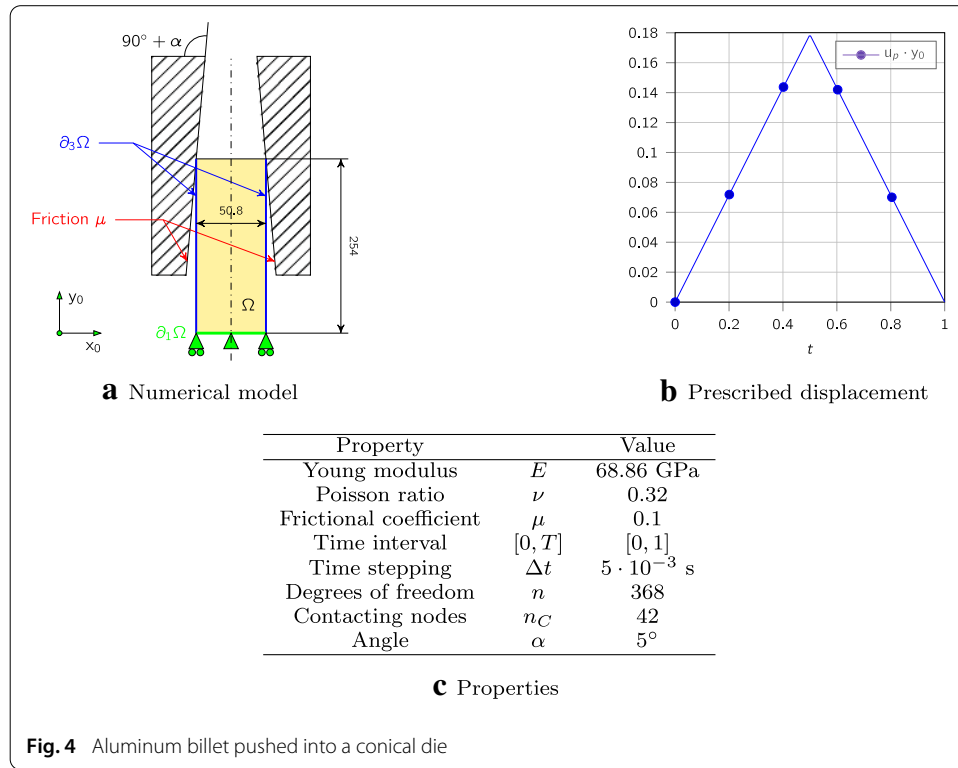 90° + α
∂₃Ω
50.8
Friction μ
254
Ω
y₀
x₀
∂₁Ω
a Numerical model
0.18
0.16
0.14
0.12
0.1
0.08
0.06
0.04
0.02
0
u_p · y₀
0 0.2 0.4 0.6 0.8 1
t
b Prescribed displacement
Property Value
Young modulus E 68.86 GPa
Poisson ratio ν 0.32
Frictional coefficient μ 0.1
Time interval [0, T] [0, 1]
Time stepping Δt 5 · 10⁻³ s
Degrees of freedom n 368
Contacting nodes n_C 42
Angle α 5°
c Properties
Fig. 4 Aluminum billet pushed into a conical die